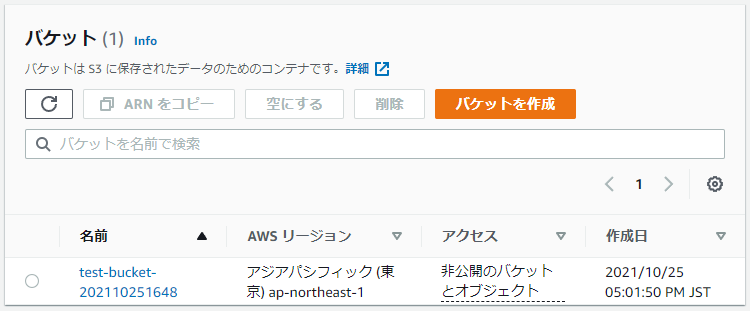 バケット (1) Info
バケットは S3 に保存されたデータのためのコンテナです。詳細
ARN をコピー 空にする 削除 バケットを作成
バケットを名前で検索
1
名前 AWS リージョン アクセス 作成日
test-bucket-
202110251648
アジアパシフィック (東
京) ap-northeast-1
非公開のバケット
とオブジェクト
2021/10/25
05:01:50 PM JST